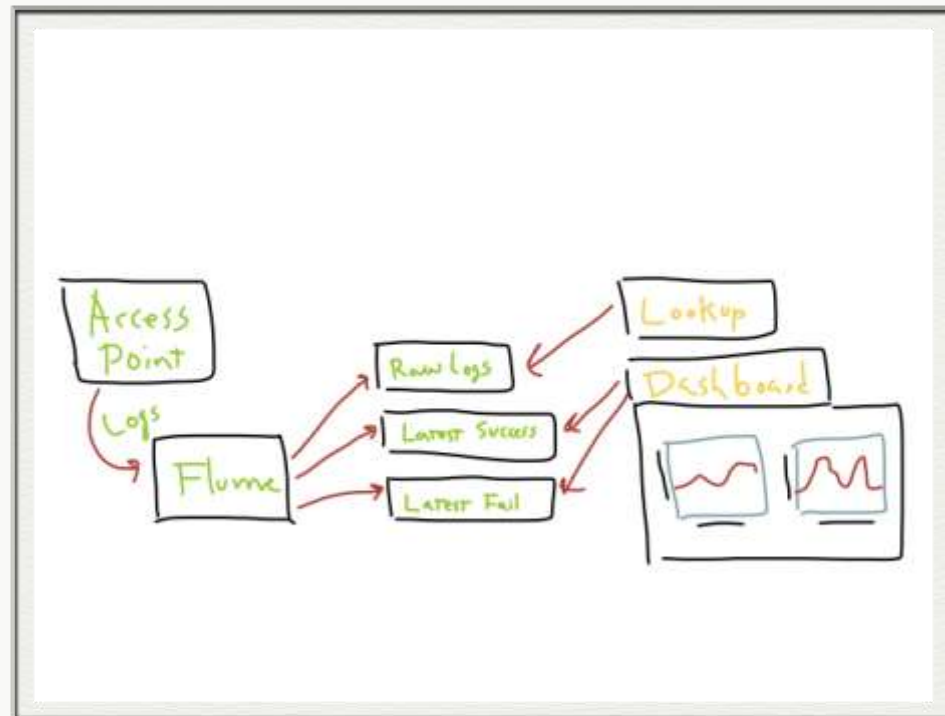 Access
Point
Logs
Flume
Raw Logs
Latest Success
Latest Fail
Lookup
Dashboard